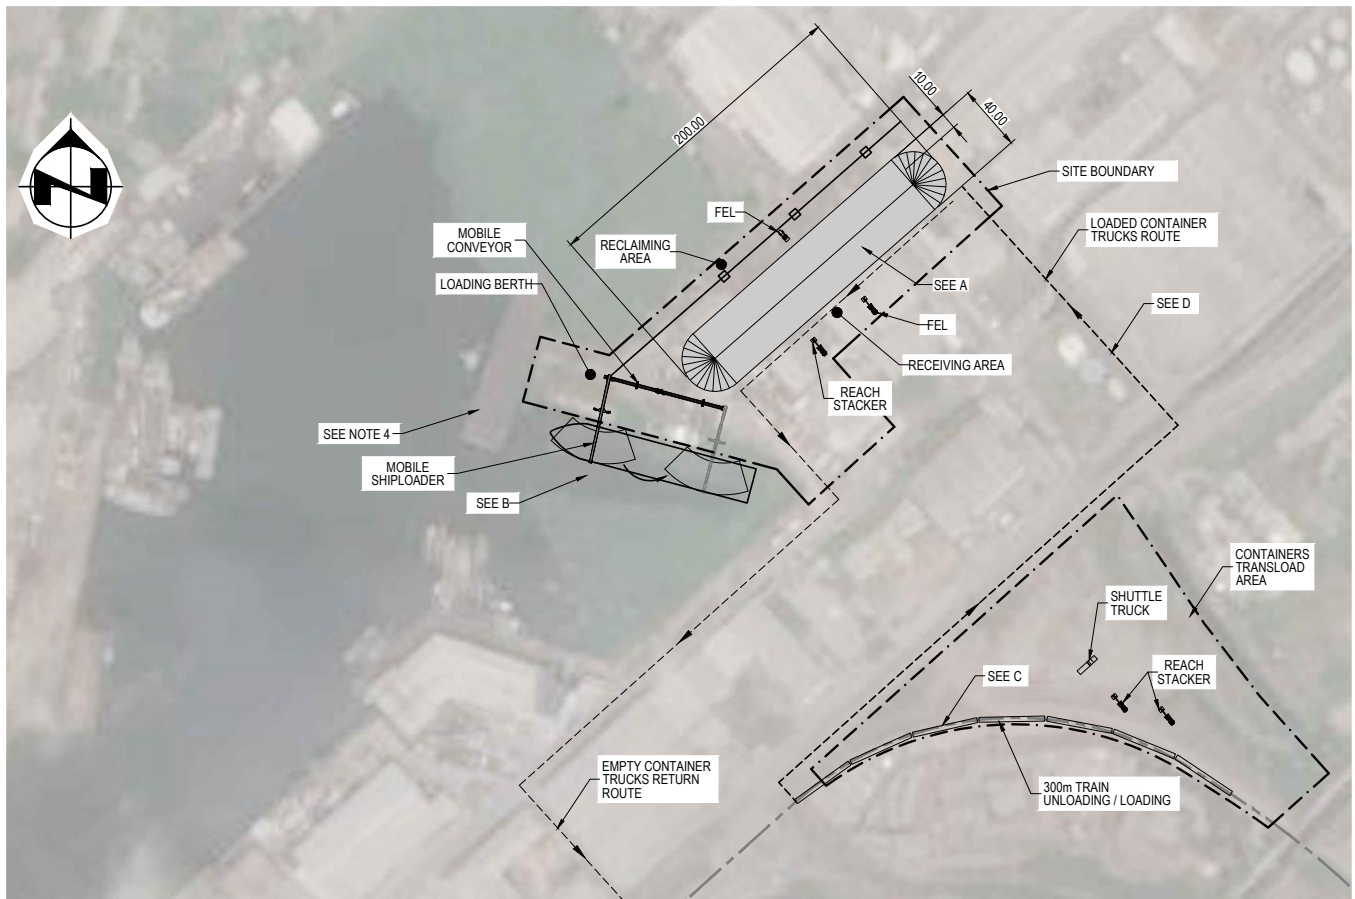 10.00
40.00
200.00
SITE BOUNDARY
FEL
LOADED CONTAINER
TRUCKS ROUTE
MOBILE
CONVEYOR
RECLAIMING
AREA
LOADING BERTH
SEE A
SEE D
FEL
RECEIVING AREA
REACH
STACKER
SEE NOTE 4
MOBILE
SHIPLOADER
SEE B
CONTAINERS
TRANSLOAD
AREA
SHUTTLE
TRUCK
REACH
STACKER
SEE C
EMPTY CONTAINER
TRUCKS RETURN
ROUTE
300m TRAIN
UNLOADING / LOADING